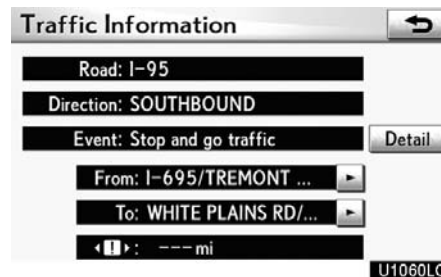 Traffic Information
Road: I-95
Direction: SOUTHBOUND
Event: Stop and go traffic
Detail
From: I-695/TREMONT ...
To: WHITE PLAINS RD/...
!: ---mi